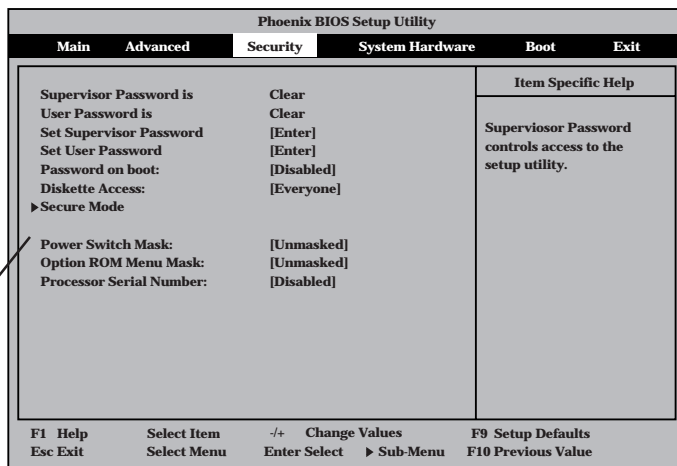 Phoenix BIOS Setup Utility
Main Advanced Security System Hardware Boot Exit
Item Specific Help
Supervisor Password is Clear
User Password is Clear
Set Supervisor Password [Enter]
Set User Password [Enter]
Password on boot: [Disabled]
Diskette Access: [Everyone]
▶Secure Mode
Power Switch Mask: [Unmasked]
Option ROM Menu Mask: [Unmasked]
Processor Serial Number: [Disabled]
Superviosor Password
controls access to the
setup utility.
F1 Help Select Item -/+ Change Values F9 Setup Defaults
Esc Exit Select Menu Enter Select ▶ Sub-Menu F10 Previous Value